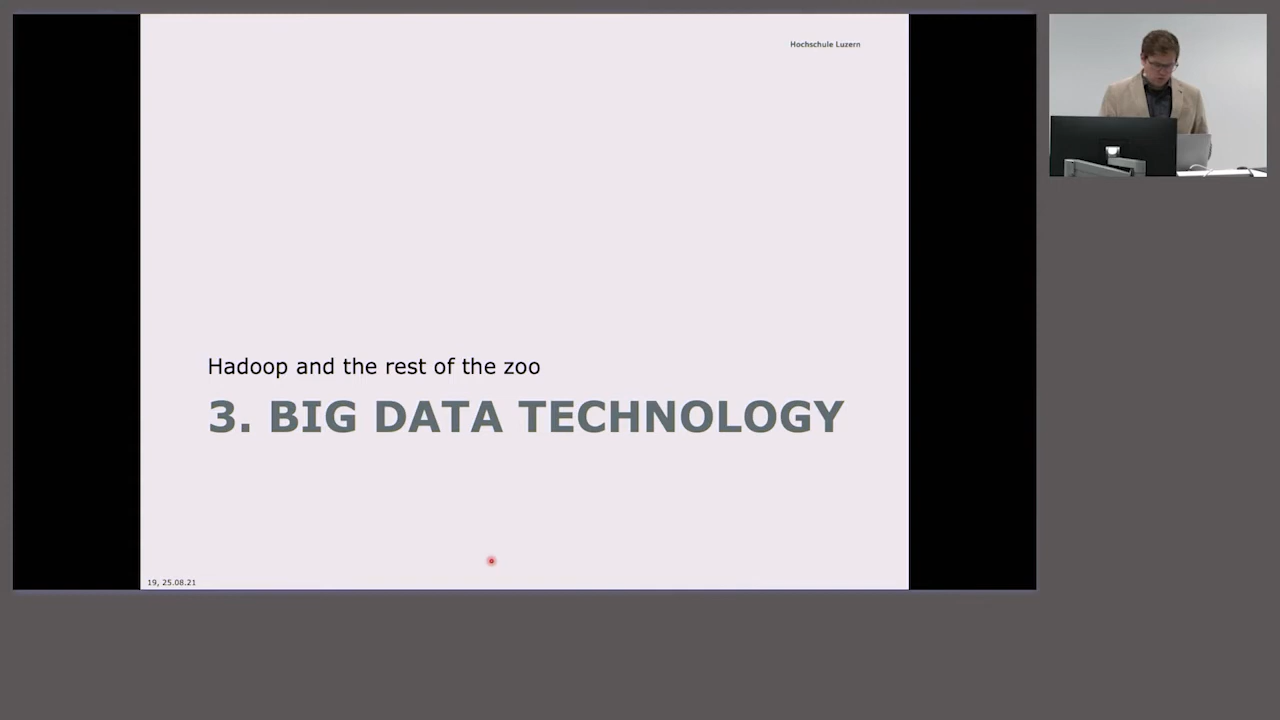 Hochschule Luzern
Hadoop and the rest of the zoo
3. BIG DATA TECHNOLOGY
19, 25.08.21